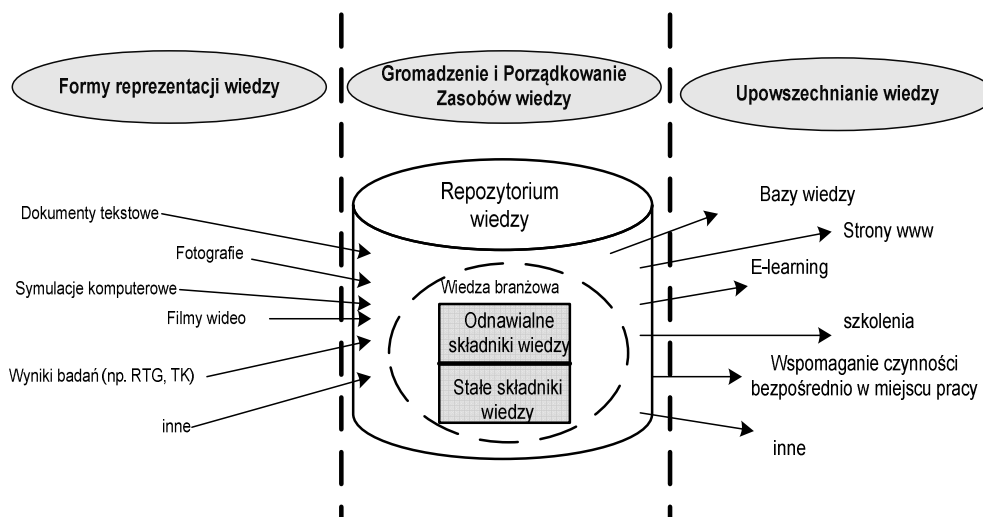 Formy reprezentacji wiedzy
Gromadzenie i Porządkowanie
Zasobów wiedzy
Upowszechnianie wiedzy
Dokumenty tekstowe
Fotografie
Symulacje komputerowe
Filmy wideo
Wyniki badań (np. RTG, TK)
inne
Repozytorium
wiedzy
Wiedza branżowa
Odnawialne
składniki wiedzy
Stałe składniki
wiedzy
Bazy wiedzy
Strony www
E-learning
szkolenia
Wspomaganie czynności
bezpośrednio w miejscu pracy
inne